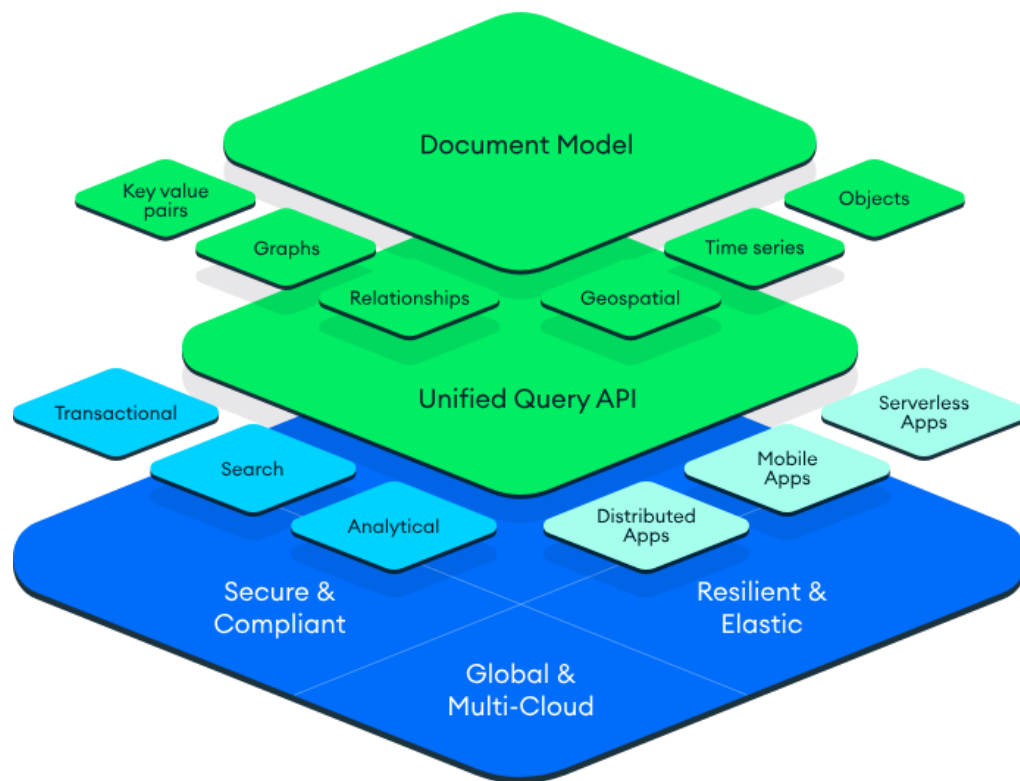 Document Model
Key value
pairs
Objects
Graphs
Time series
Relationships
Geospatial
Unified Query API
Transactional
Serverless
Apps
Search
Mobile
Apps
Analytical
Distributed
Apps
Secure &
Compliant
Resilient &
Elastic
Global &
Multi-Cloud